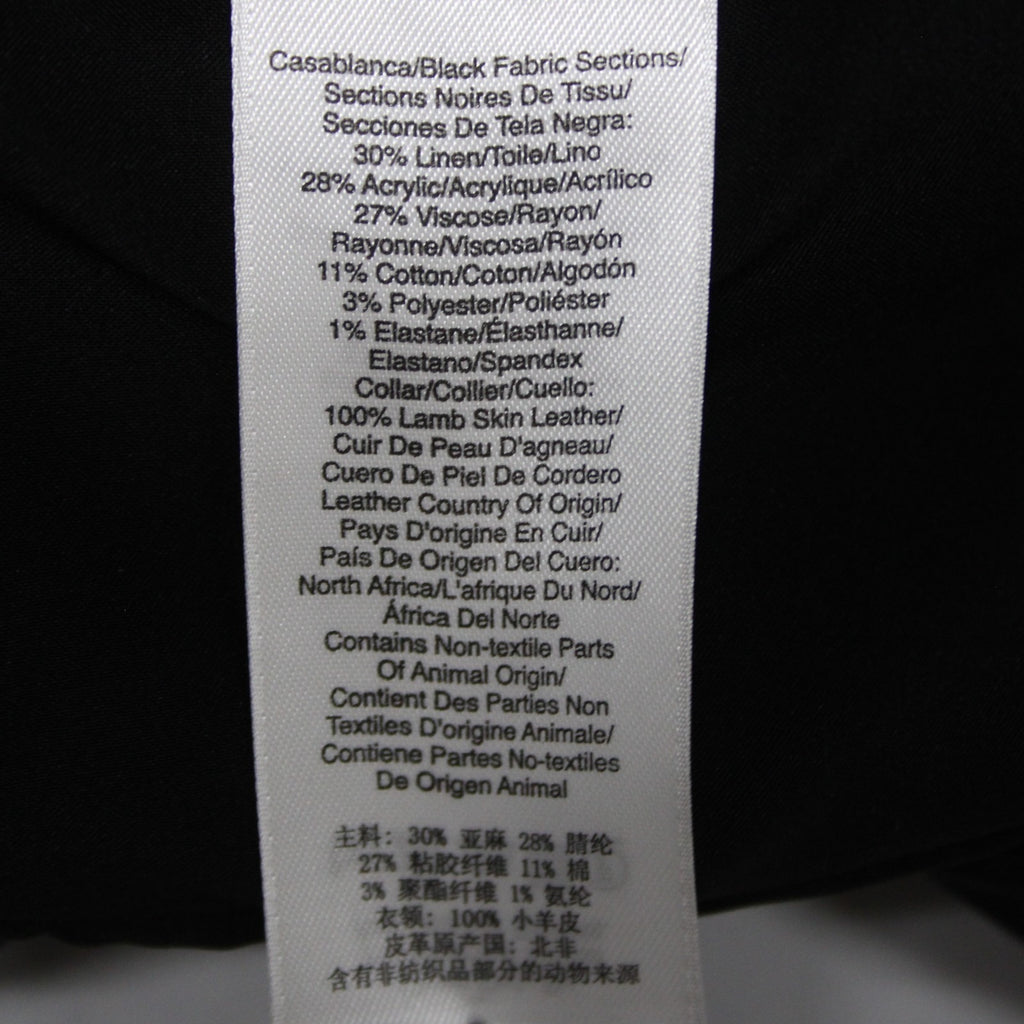 Casablanca/Black Fabric Sections/
Sections Noires De Tissu/
Secciones De Tela Negra:
30% Linen/Toile/Lino
28% Acrylic/Acrylique/Acrílico
27% Viscose/Rayon/
Rayonne/Viscosa/Rayón
11% Cotton/Coton/Algodón
3% Polyester/Poliéster
1% Elastane/Élasthanne/
Elastano/Spandex
Collar/Collier/Cuello:
100% Lamb Skin Leather/
Cuir De Peau D'agneau/
Cuero De Piel De Cordero
Leather Country Of Origin/
Pays D'origine En Cuir/
País De Origen Del Cuero:
North Africa/L'afrique Du Nord/
África Del Norte
Contains Non-textile Parts
Of Animal Origin/
Contient Des Parties Non
Textiles D'origine Animale/
Contiene Partes No-textiles
De Origen Animal
主料: 30% 亚麻 28% 腈纶
27% 粘胶纤维 11% 棉
3% 聚酯纤维 1% 氨纶
衣领: 100% 小羊皮
皮革原产国: 北非
含有非纺织品部分的动物来源